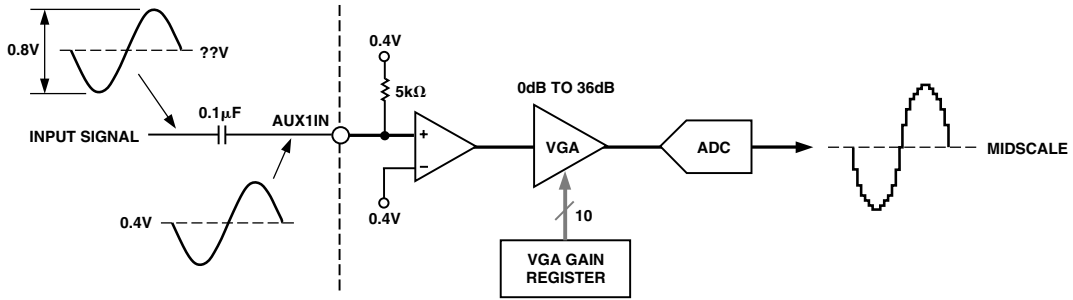 0.8V
??V
0.4V
5kΩ
0dB TO 36dB
0.1μF
AUX1IN
INPUT SIGNAL
+
–
VGA
ADC
MIDSCALE
0.4V
0.4V
10
VGA GAIN
REGISTER